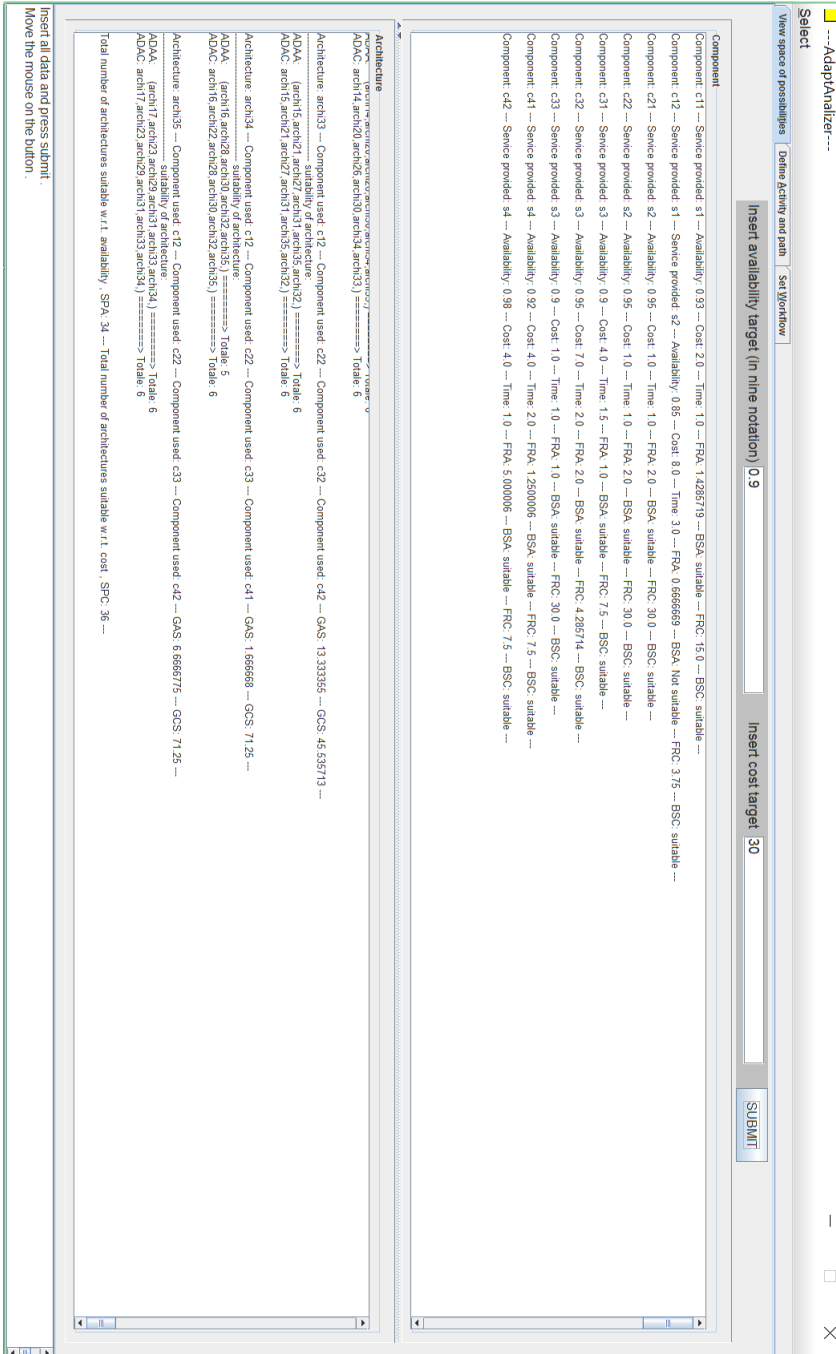 ---AdaptAnalizer---
Select
View space of possibilities Define Activity and path Set Workflow
Insert availability target (in nine notation) 0.9 Insert cost target 30 SUBMIT
Component
Component: c11 --- Service provided: s1 --- Availability: 0.93 --- Cost: 2.0 --- Time: 1.0 --- FRA: 1.4285719 --- BSA: suitable --- FRC: 15.0 --- BSC: suitable ---
Component: c12 --- Service provided: s1 --- Service provided: s2 --- Availability: 0.85 --- Cost: 8.0 --- Time: 3.0 --- FRA: 0.6666669 --- BSA: Not suitable --- FRC: 3.75 --- BSC: suitable ---
Component: c21 --- Service provided: s2 --- Availability: 0.95 --- Cost: 1.0 --- Time: 1.0 --- FRA: 2.0 --- BSA: suitable --- FRC: 30.0 --- BSC: suitable ---
Component: c22 --- Service provided: s2 --- Availability: 0.95 --- Cost: 1.0 --- Time: 1.0 --- FRA: 2.0 --- BSA: suitable --- FRC: 30.0 --- BSC: suitable ---
Component: c31 --- Service provided: s3 --- Availability: 0.9 --- Cost: 4.0 --- Time: 1.5 --- FRA: 1.0 --- BSA: suitable --- FRC: 7.5 --- BSC: suitable ---
Component: c32 --- Service provided: s3 --- Availability: 0.95 --- Cost: 7.0 --- Time: 2.0 --- FRA: 2.0 --- BSA: suitable --- FRC: 4.285714 --- BSC: suitable ---
Component: c33 --- Service provided: s3 --- Availability: 0.9 --- Cost: 1.0 --- Time: 1.0 --- FRA: 1.0 --- BSA: suitable --- FRC: 30.0 --- BSC: suitable ---
Component: c41 --- Service provided: s4 --- Availability: 0.92 --- Cost: 4.0 --- Time: 2.0 --- FRA: 1.2500006 --- BSA: suitable --- FRC: 7.5 --- BSC: suitable ---
Component: c42 --- Service provided: s4 --- Availability: 0.98 --- Cost: 4.0 --- Time: 1.0 --- FRA: 5.000006 --- BSA: suitable --- FRC: 7.5 --- BSC: suitable ---
Architecture
ADAC: archi14,archi20,archi26,archi30,archi34,archi33,) ========> Totale: 6
Architecture: archi33 --- Component used: c12 --- Component used: c22 --- Component used: c32 --- Component used: c42 --- GAS: 13.333355 --- GCS: 45.535713 ---
---------------------------------- suitability of architecture:
ADAA: (archi15,archi21,archi27,archi31,archi35,archi32,) ========> Totale: 6
ADAC: archi15,archi21,archi27,archi31,archi35,archi32,) ========> Totale: 6
Architecture: archi34 --- Component used: c12 --- Component used: c22 --- Component used: c33 --- Component used: c41 --- GAS: 1.666668 --- GCS: 71.25 ---
---------------------------------- suitability of architecture:
ADAA: (archi16,archi28,archi30,archi32,archi35,) ========> Totale: 5
ADAC: archi16,archi22,archi28,archi30,archi32,archi35,) ========> Totale: 6
Architecture: archi35 --- Component used: c12 --- Component used: c22 --- Component used: c33 --- Component used: c42 --- GAS: 6.6666775 --- GCS: 71.25 ---
---------------------------------- suitability of architecture:
ADAA: (archi17,archi23,archi29,archi31,archi33,archi34,) ========> Totale: 6
ADAC: archi17,archi23,archi29,archi31,archi33,archi34,) ========> Totale: 6
Total number of architectures suitable w.r.t. availability , SPA: 34 --- Total number of architectures suitable w.r.t. cost , SPC: 36 ---
Insert all data and press submit.
Move the mouse on the button .